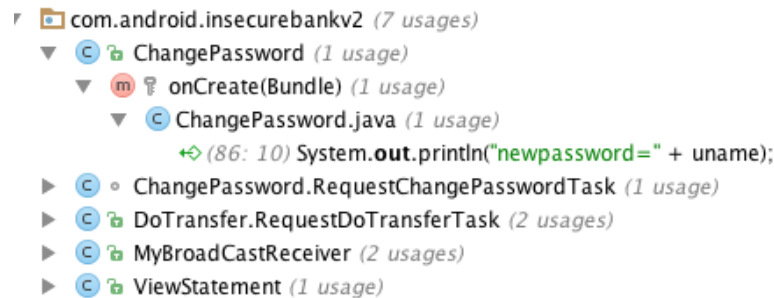 com.android.insecurebankv2 (7 usages)
C ChangePassword (1 usage)
m onCreate(Bundle) (1 usage)
C ChangePassword.java (1 usage)
(86: 10) System.out.println("newpassword=" + uname);
C ChangePassword.RequestChangePasswordTask (1 usage)
C DoTransfer.RequestDoTransferTask (2 usages)
C MyBroadCastReceiver (2 usages)
C ViewStatement (1 usage)